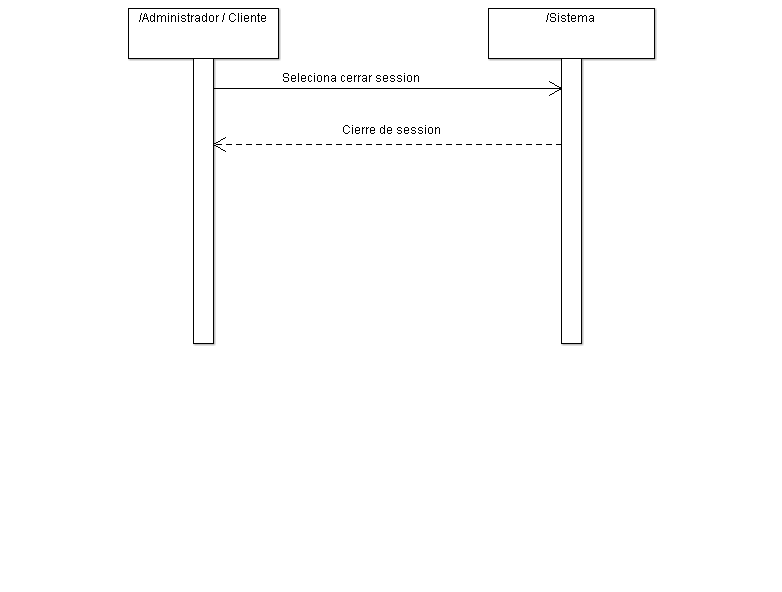 /Administrador / Cliente
/Sistema
Seleciona cerrar session
Cierre de session